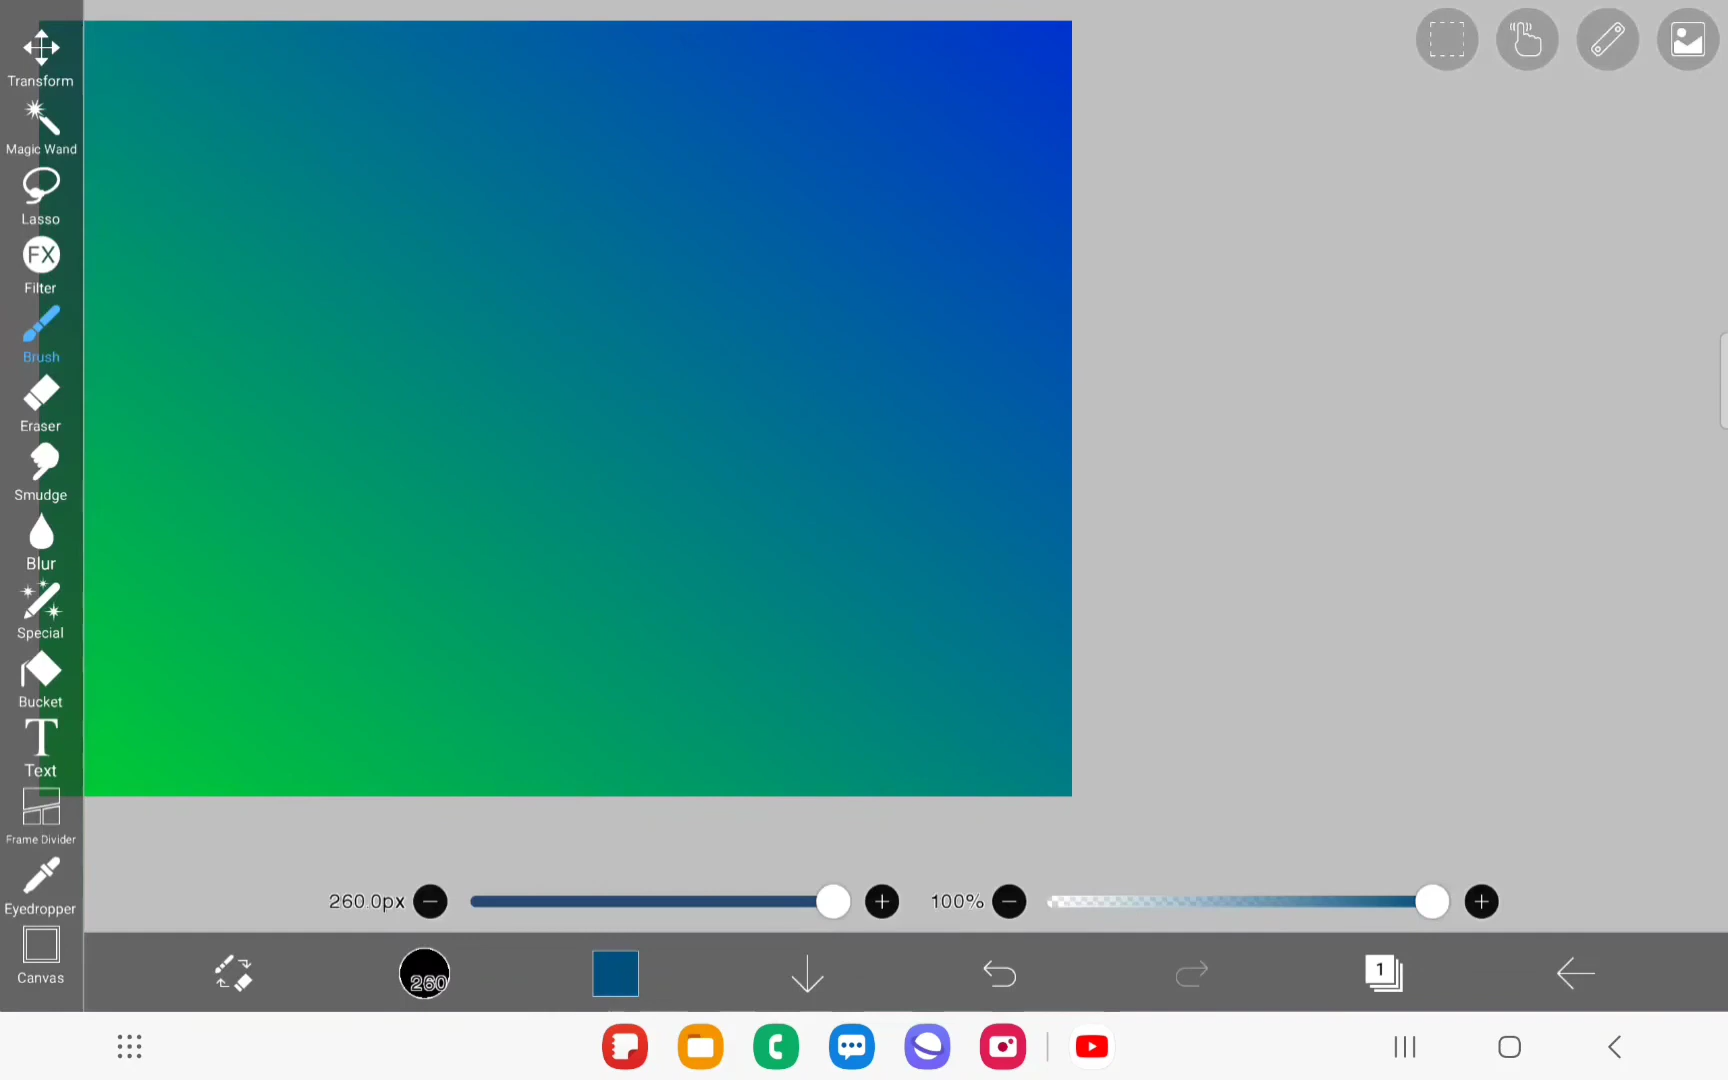 Transform
Magic Wand
Lasso
FX
Filter
Brush
Eraser
Smudge
Blur
Special
Bucket
T
Text
Frame Divider
Eyedropper
Canvas
260.0px
100%
260
1